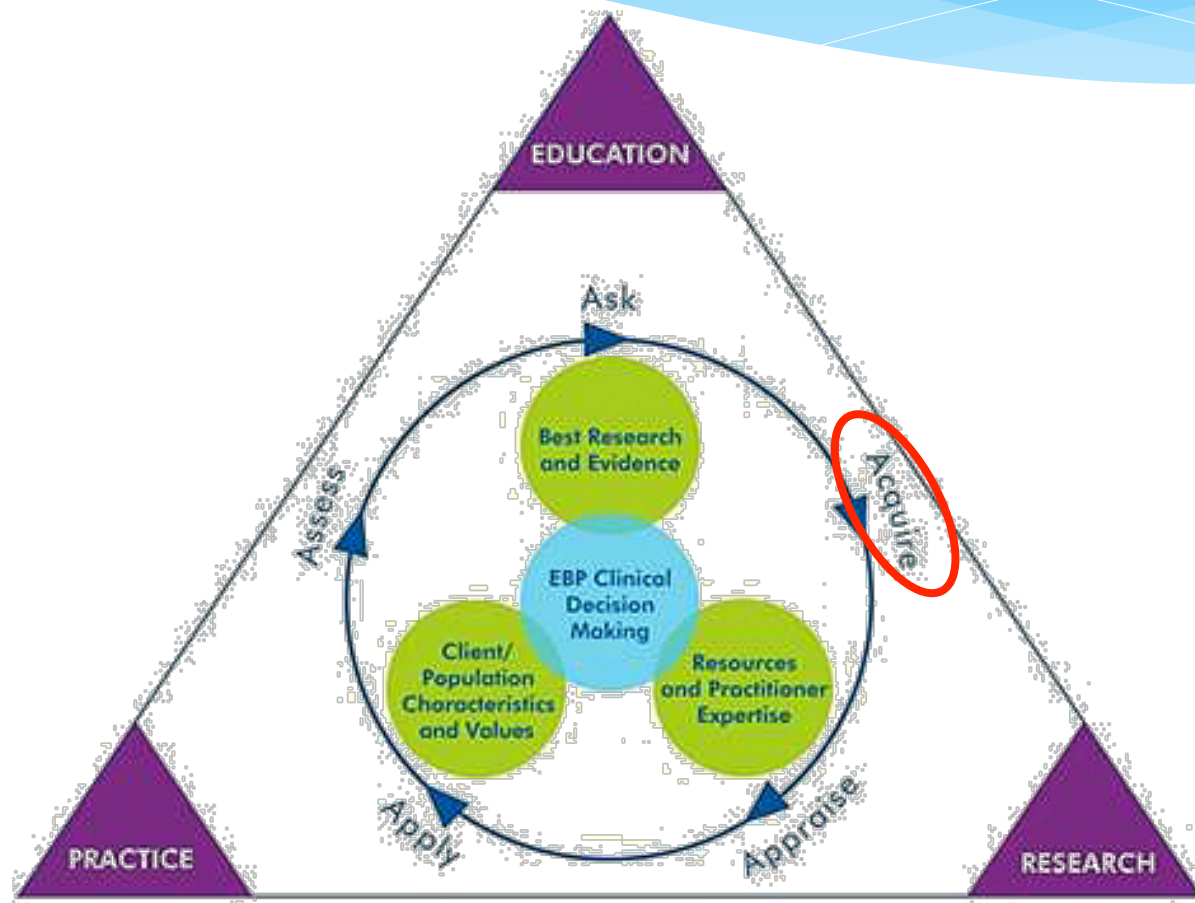 EDUCATION
Ask
Best Research
and Evidence
Acquire
Assess
EBP Clinical
Decision
Making
Client/
Population
Characteristics
and Values
Resources
and Practitioner
Expertise
Apply
Appraise
PRACTICE
RESEARCH